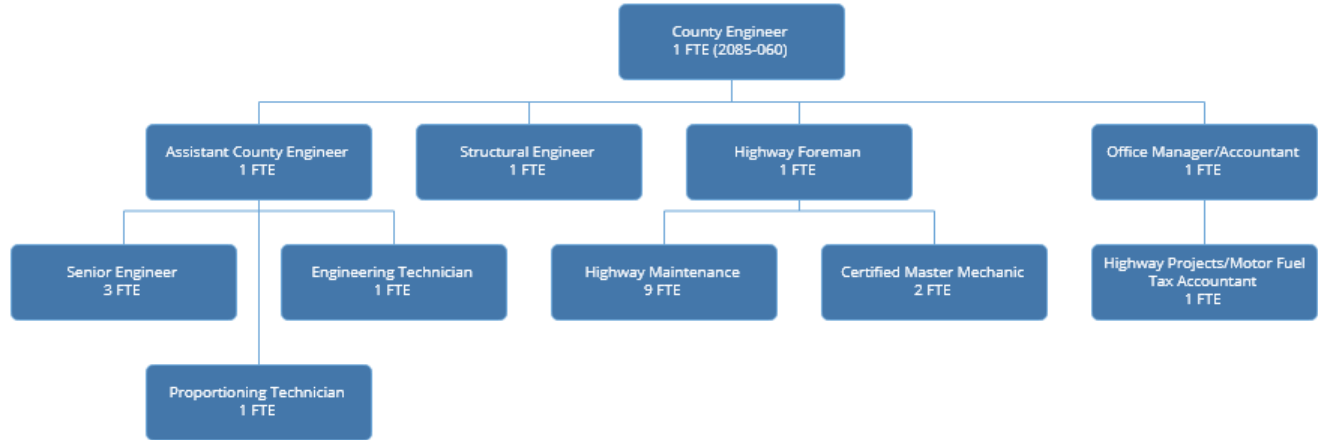 County Engineer
1 FTE (2085-060)
Assistant County Engineer
1 FTE
Structural Engineer
1 FTE
Highway Foreman
1 FTE
Office Manager/Accountant
1 FTE
Senior Engineer
3 FTE
Engineering Technician
1 FTE
Highway Maintenance
9 FTE
Certified Master Mechanic
2 FTE
Highway Projects/Motor Fuel
Tax Accountant
1 FTE
Proportioning Technician
1 FTE